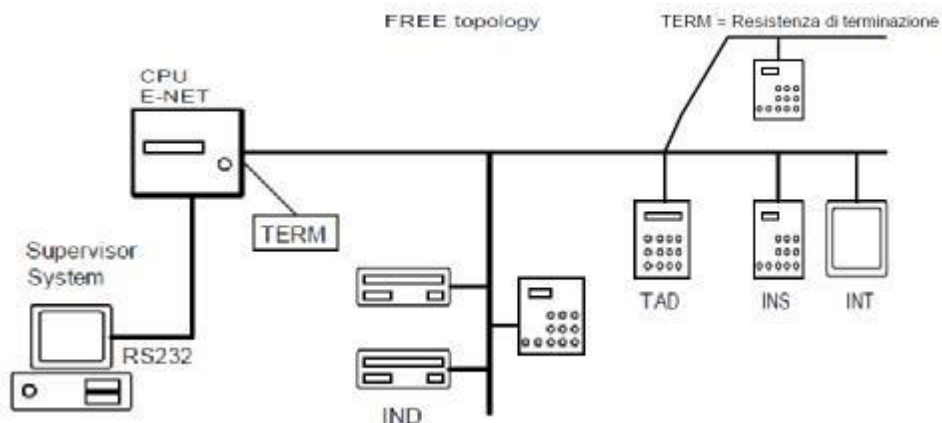 FREE topology
TERM = Resistenza di terminazione
CPU
E-NET
TERM
Supervisor
System
RS232
TAD
INS
INT
IND